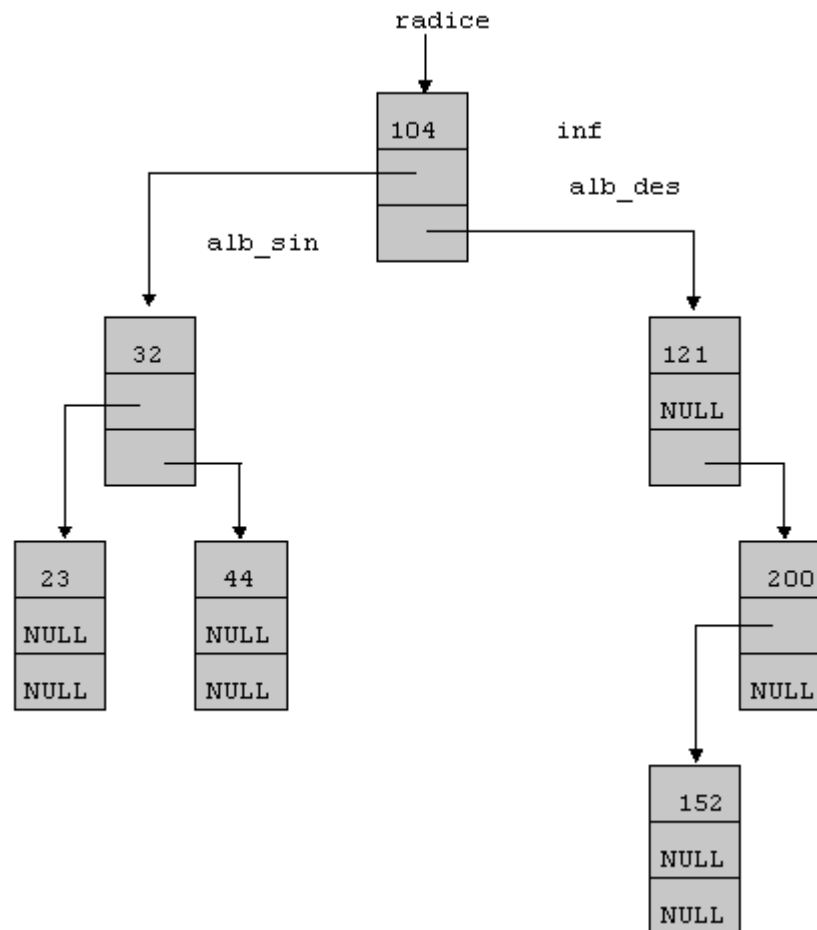 radice
104
inf
alb_des
alb_sin
32
121
NULL
23
44
200
NULL
NULL
NULL
NULL
NULL
152
NULL
NULL